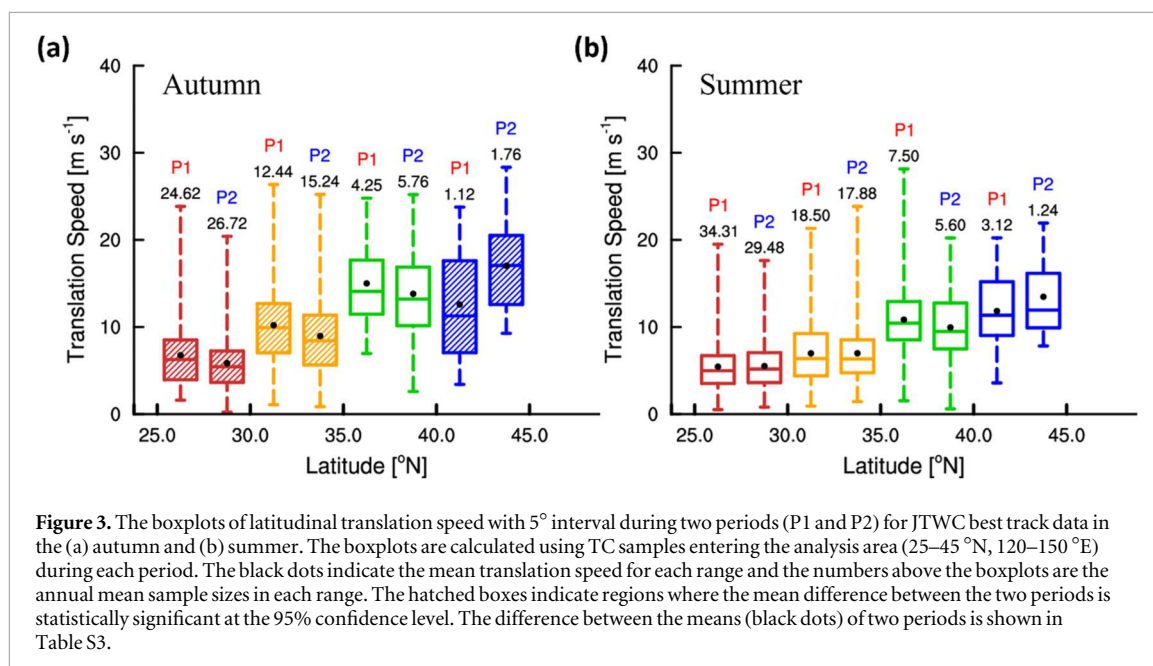 (a)
Autumn
Translation Speed [m s⁻¹]
40
30
20
10
0
P1
24.62
P2
26.72
P1
12.44
P2
15.24
P1
4.25
P2
5.76
P1
1.12
P2
1.76
25.0 30.0 35.0 40.0 45.0
Latitude [°N]
(b)
Summer
Translation Speed [m s⁻¹]
40
30
20
10
0
P1
34.31
P2
29.48
P1
18.50
P2
17.88
P1
7.50
P2
5.60
P1
3.12
P2
1.24
25.0 30.0 35.0 40.0 45.0
Latitude [°N]
Figure 3. The boxplots of latitudinal translation speed with 5° interval during two periods (P1 and P2) for JTWC best track data in
the (a) autumn and (b) summer. The boxplots are calculated using TC samples entering the analysis area (25–45 °N, 120–150 °E)
during each period. The black dots indicate the mean translation speed for each range and the numbers above the boxplots are the
annual mean sample sizes in each range. The hatched boxes indicate regions where the mean difference between the two periods is
statistically significant at the 95% confidence level. The difference between the means (black dots) of two periods is shown in
Table S3.